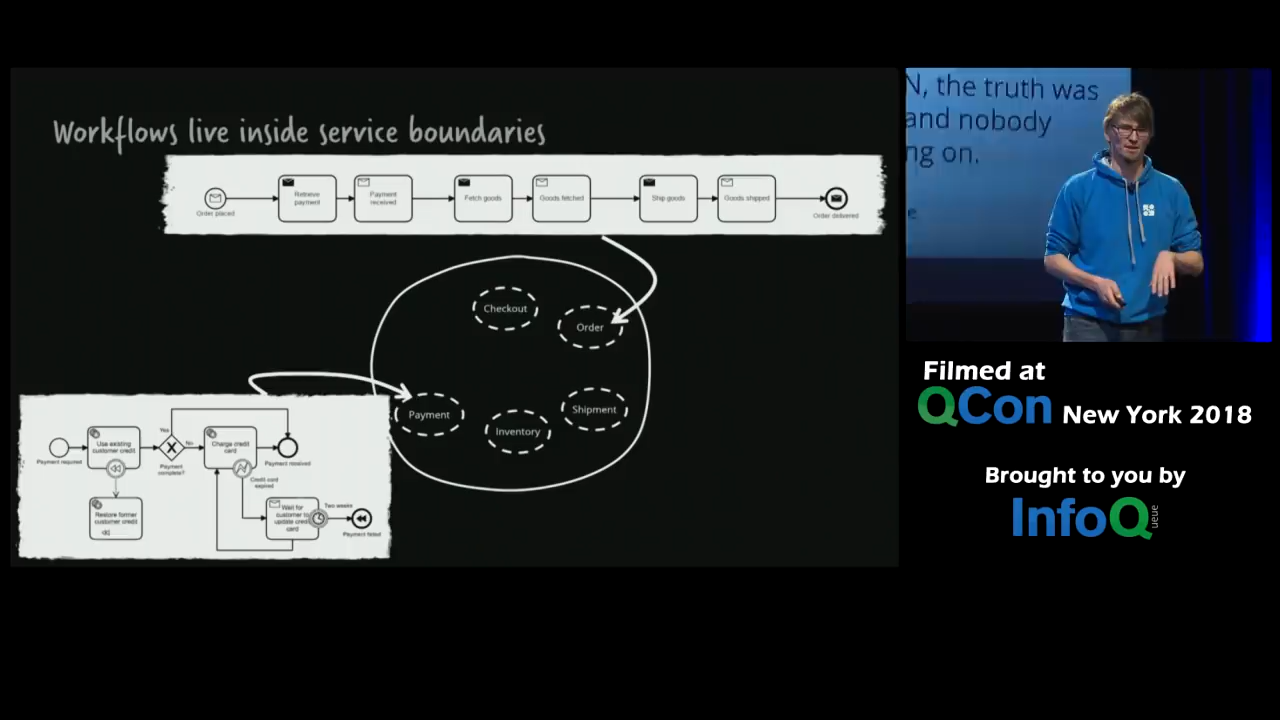 Workflows live inside service boundaries
Order placed
Retrieve
payment
Payment
received
Fetch goods
Goods fetched
Ship goods
Goods shipped
Order delivered
Checkout
Order
Payment
Inventory
Shipment
Payment required
Use existing
customer credit
Yes
No
Payment
complete?
Charge credit
card
Payment received
Credit card
expired
Restore former
customer credit
Wait for
customer to
update credit
card
Two weeks
Payment failed
N, the truth was
and nobody
ng on.
Filmed at
QCon New York 2018
Brought to you by
InfoQ
ueue